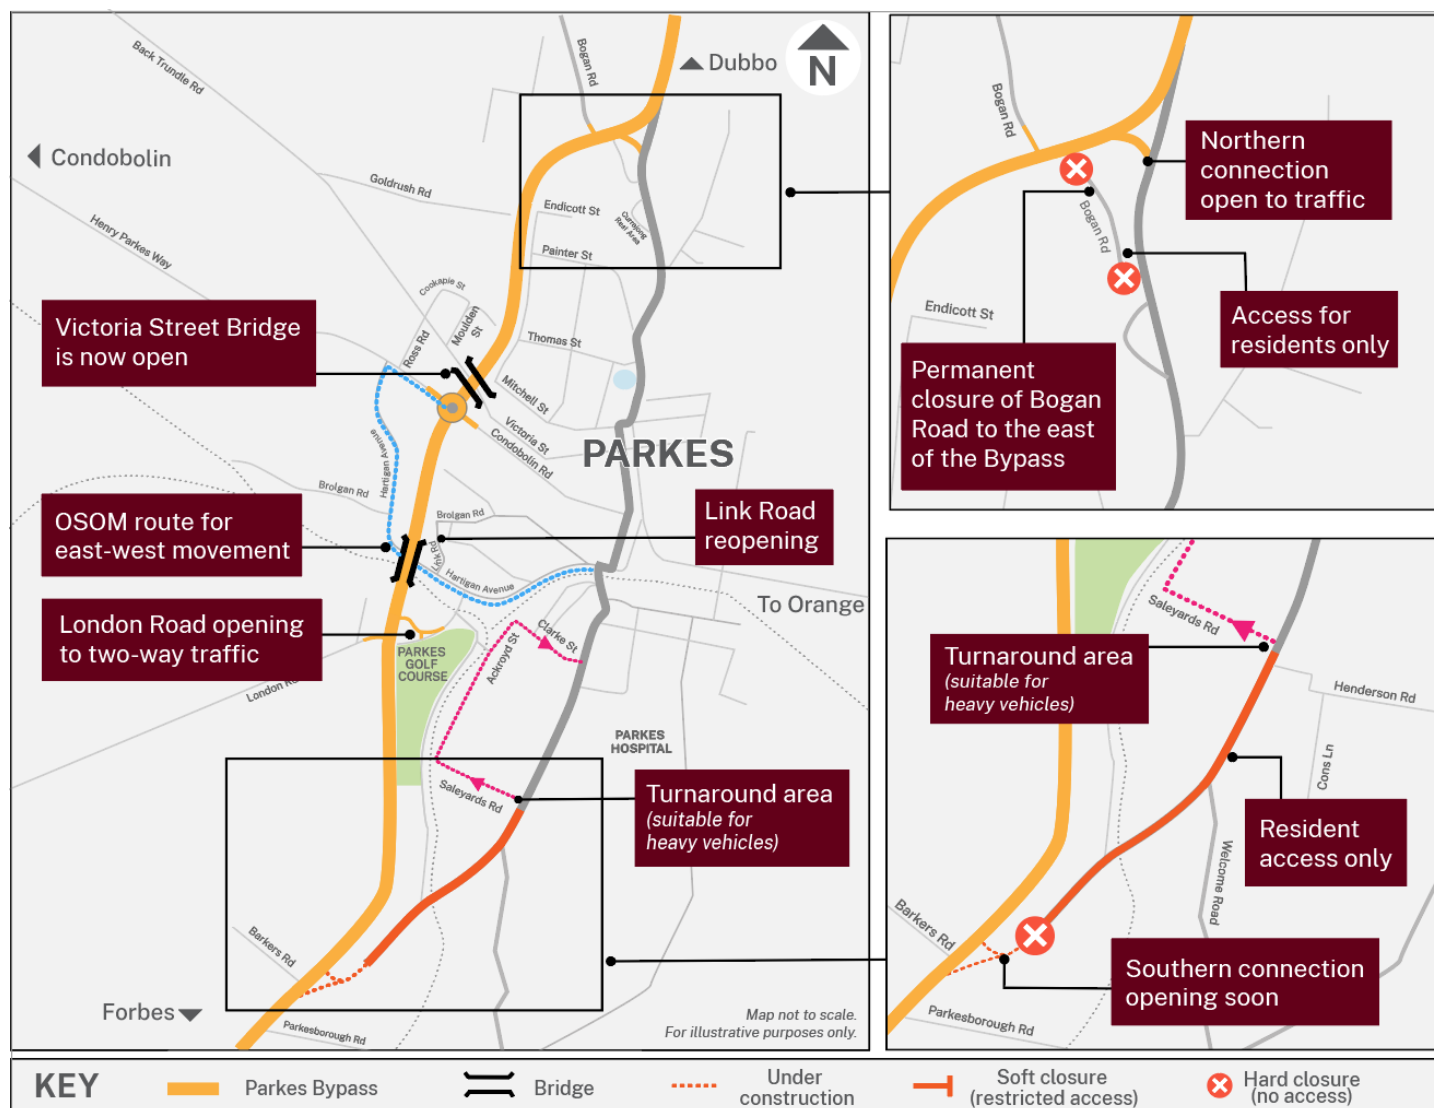 Back Trundle Rd
Bogan Rd
Dubbo
N
Condobolin
Goldrush Rd
Henry Parkes Way
Endicott St
Currajong
Rest Area
Painter St
Cookapie St
Moulden
St
Ross Rd
Victoria Street Bridge
is now open
Thomas St
Mitchell St
Victoria St
Condobolin Rd
PARKES
Hartigan Avenue
Brolgan Rd
OSOM route for
east-west movement
Brolgan Rd
Link Rd
Link Road
reopening
Hartigan Avenue
To Orange
London Road opening
to two-way traffic
PARKES
GOLF
COURSE
London Rd
Ackroyd St
Clarke St
PARKES
HOSPITAL
Saleyards Rd
Turnaround area
(suitable for
heavy vehicles)
Barkers Rd
Forbes
Parkesborough Rd
Map not to scale.
For illustrative purposes only.
Bogan Rd
Northern
connection
open to traffic
Bogan Rd
Endicott St
Access for
residents only
Permanent
closure of Bogan
Road to the east
of the Bypass
Saleyards Rd
Turnaround area
(suitable for
heavy vehicles)
Henderson Rd
Cons Ln
Resident
access only
Welcome Road
Barkers Rd
Southern connection
opening soon
Parkesborough Rd
KEY
Parkes Bypass
Bridge
Under
construction
Soft closure
(restricted access)
Hard closure
(no access)